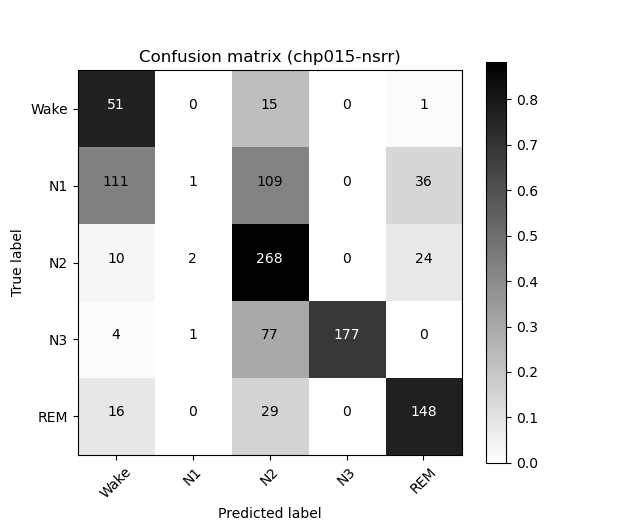 Confusion matrix (chp015-nsrr)
True label
Wake 51 0 15 0 1
N1 111 1 109 0 36
N2 10 2 268 0 24
N3 4 1 77 177 0
REM 16 0 29 0 148
Wake N1 N2 N3 REM
Predicted label
0.8
0.7
0.6
0.5
0.4
0.3
0.2
0.1
0.0